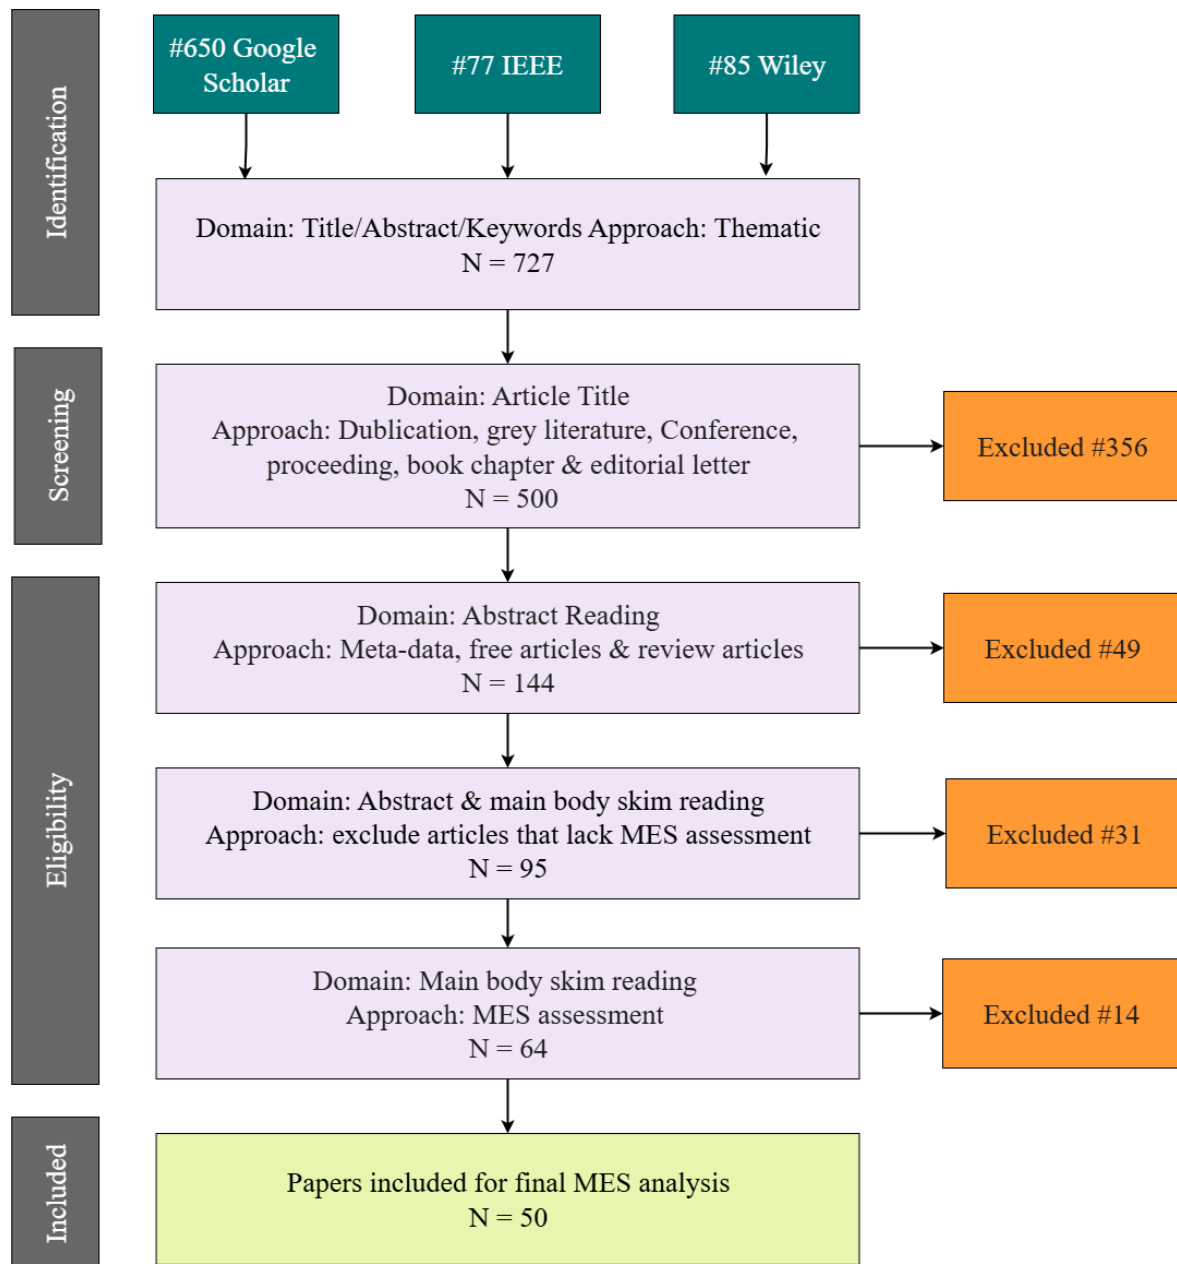 Identification
#650 Google
Scholar
#77 IEEE
#85 Wiley
Domain: Title/Abstract/Keywords Approach: Thematic
N = 727
Screening
Domain: Article Title
Approach: Dublication, grey literature, Conference,
proceeding, book chapter & editorial letter
N = 500
Excluded #356
Eligibility
Domain: Abstract Reading
Approach: Meta-data, free articles & review articles
N = 144
Excluded #49
Domain: Abstract & main body skim reading
Approach: exclude articles that lack MES assessment
N = 95
Excluded #31
Domain: Main body skim reading
Approach: MES assessment
N = 64
Excluded #14
Included
Papers included for final MES analysis
N = 50